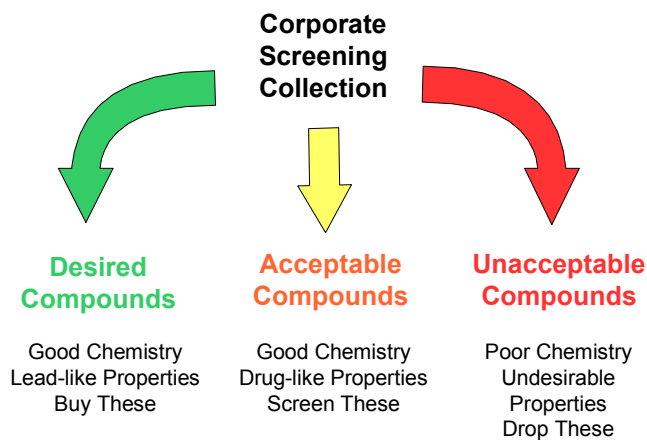 Corporate
Screening
Collection
Desired
Compounds
Good Chemistry
Lead-like Properties
Buy These
Acceptable
Compounds
Good Chemistry
Drug-like Properties
Screen These
Unacceptable
Compounds
Poor Chemistry
Undesirable
Properties
Drop These